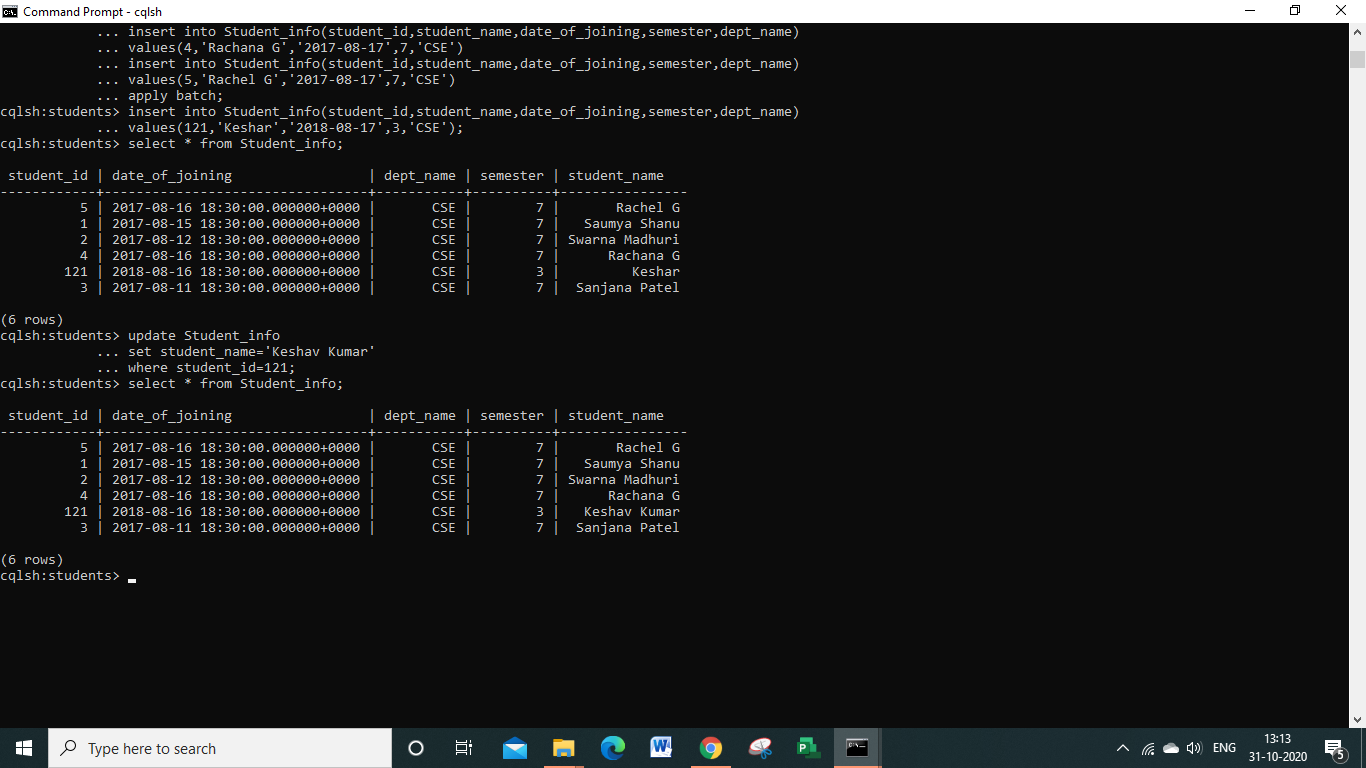 Command Prompt - cqlsh
... insert into Student_info(student_id,student_name,date_of_joining,semester,dept_name)
... values(4,'Rachana G','2017-08-17',7,'CSE')
... insert into Student_info(student_id,student_name,date_of_joining,semester,dept_name)
... values(5,'Rachel G','2017-08-17',7,'CSE')
... apply batch;
cqlsh:students> insert into Student_info(student_id,student_name,date_of_joining,semester,dept_name)
... values(121,'Keshar','2018-08-17',3,'CSE');
cqlsh:students> select * from Student_info;
student_id | date_of_joining | dept_name | semester | student_name
------------+---------------------------------+-----------+----------+----------------
5 | 2017-08-16 18:30:00.000000+0000 | CSE | 7 | Rachel G
1 | 2017-08-15 18:30:00.000000+0000 | CSE | 7 | Saumya Shanu
2 | 2017-08-12 18:30:00.000000+0000 | CSE | 7 | Swarna Madhuri
4 | 2017-08-16 18:30:00.000000+0000 | CSE | 7 | Rachana G
121 | 2018-08-16 18:30:00.000000+0000 | CSE | 3 | Keshar
3 | 2017-08-11 18:30:00.000000+0000 | CSE | 7 | Sanjana Patel
(6 rows)
cqlsh:students> update Student_info
... set student_name='Keshav Kumar'
... where student_id=121;
cqlsh:students> select * from Student_info;
student_id | date_of_joining | dept_name | semester | student_name
------------+---------------------------------+-----------+----------+----------------
5 | 2017-08-16 18:30:00.000000+0000 | CSE | 7 | Rachel G
1 | 2017-08-15 18:30:00.000000+0000 | CSE | 7 | Saumya Shanu
2 | 2017-08-12 18:30:00.000000+0000 | CSE | 7 | Swarna Madhuri
4 | 2017-08-16 18:30:00.000000+0000 | CSE | 7 | Rachana G
121 | 2018-08-16 18:30:00.000000+0000 | CSE | 3 | Keshav Kumar
3 | 2017-08-11 18:30:00.000000+0000 | CSE | 7 | Sanjana Patel
(6 rows)
cqlsh:students>
Type here to search
ENG
13:13
31-10-2020
5